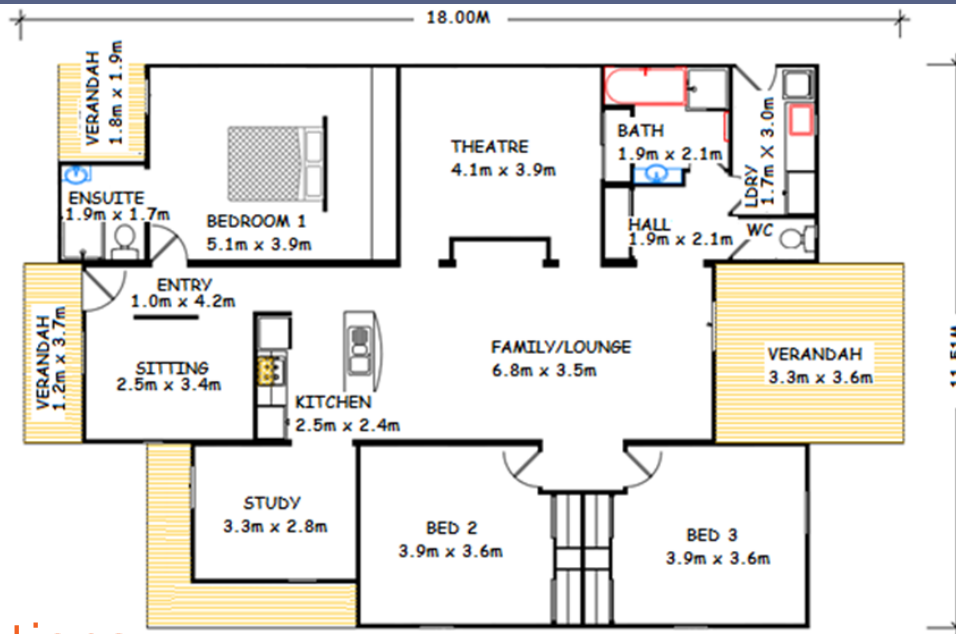 18.00M
VERANDAH
1.8m x 1.9m
ENSUITE
1.9m x 1.7m
BEDROOM 1
5.1m x 3.9m
THEATRE
4.1m x 3.9m
BATH
1.9m x 2.1m
LDRY
1.7m X 3.0m
HALL
1.9m x 2.1m
WC
ENTRY
1.0m x 4.2m
VERANDAH
1.2m x 3.7m
SITTING
2.5m x 3.4m
KITCHEN
2.5m x 2.4m
FAMILY/LOUNGE
6.8m x 3.5m
VERANDAH
3.3m x 3.6m
STUDY
3.3m x 2.8m
BED 2
3.9m x 3.6m
BED 3
3.9m x 3.6m